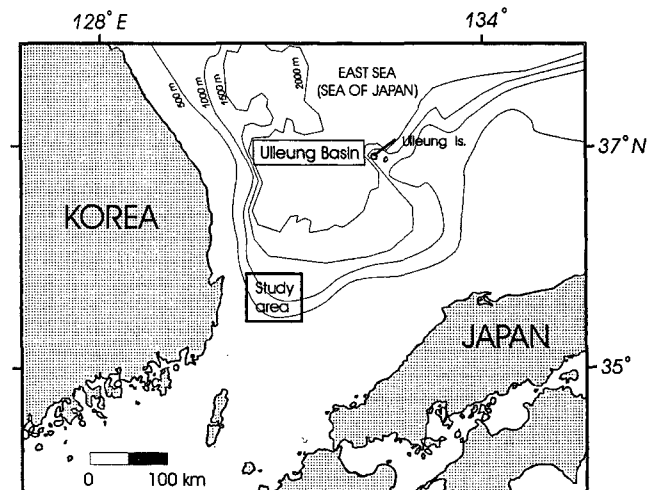 128° E
134°
EAST SEA
(SEA OF JAPAN)
500 m
1000 m
1500 m
2000 m
Ulleung Basin
Ulleung Is.
37° N
KOREA
Study
area
JAPAN
35°
0
100 km